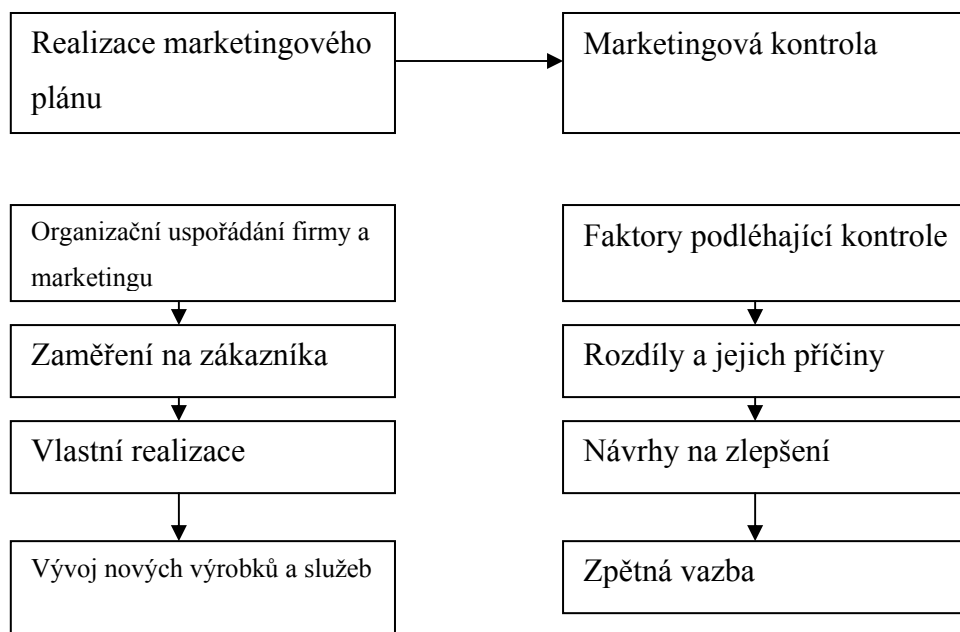 Realizace marketingového
plánu
Marketingová kontrola
Organizační uspořádání firmy a
marketingu
Zaměření na zákazníka
Vlastní realizace
Vývoj nových výrobků a služeb
Faktory podléhající kontrole
Rozdíly a jejich příčiny
Návrhy na zlepšení
Zpětná vazba